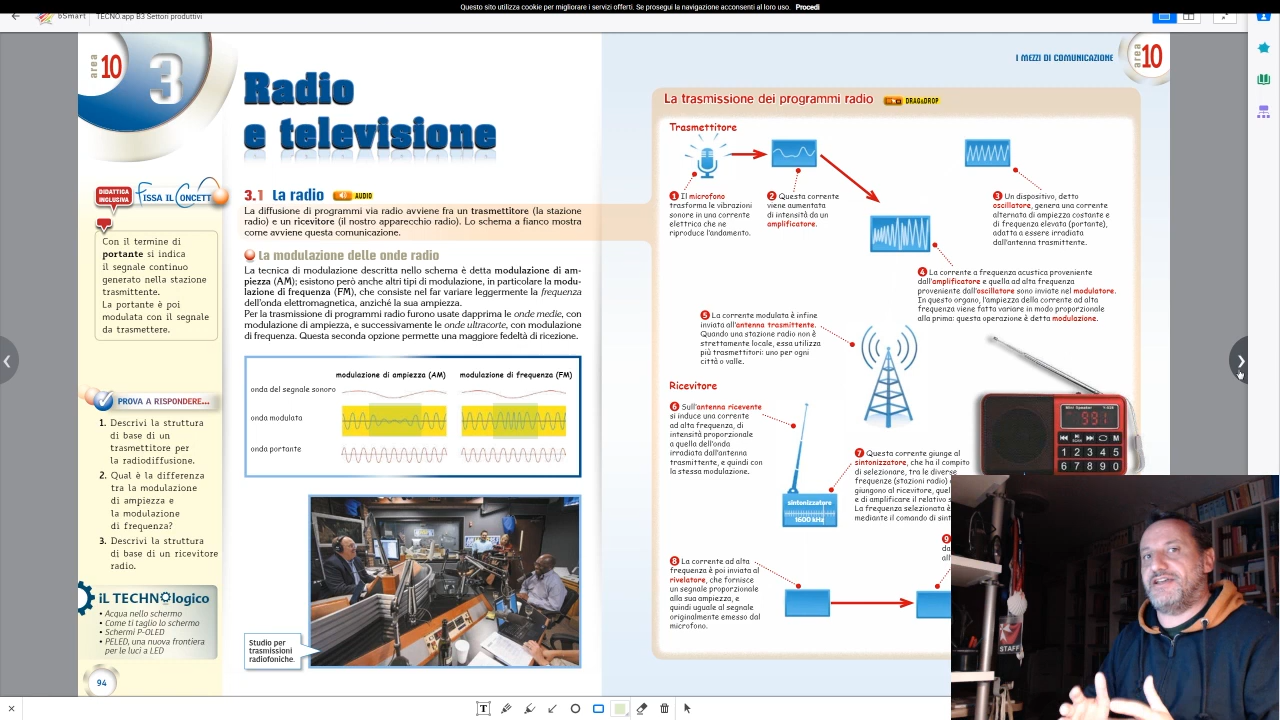 Questo sito utilizza cookie per migliorare i servizi offerti. Se prosegui la navigazione acconsenti al loro uso. Procedi
bSmart TECNO.app B3 Settori produttivi
area 10
3
Radio
e televisione
DIDATTICA
INCLUSIVA
FISSA IL CONCETTO
Con il termine di
portante si indica
il segnale continuo
generato nella stazione
trasmittente.
La portante è poi
modulata con il segnale
da trasmettere.
PROVA A RISPONDERE...
1. Descrivi la struttura
di base di un
trasmettitore per
la radiodiffusione.
2. Qual è la differenza
tra la modulazione
di ampiezza e
la modulazione
di frequenza?
3. Descrivi la struttura
di base di un ricevitore
radio.
iL TECHNOlogico
• Acqua nello schermo
• Come ti taglio lo schermo
• Schermi P-OLED
• PELED, una nuova frontiera
per le luci a LED
94
3.1 La radio AUDIO
La diffusione di programmi via radio avviene fra un trasmettitore (la stazione
radio) e un ricevitore (il nostro apparecchio radio). Lo schema a fianco mostra
come avviene questa comunicazione.
La modulazione delle onde radio
La tecnica di modulazione descritta nello schema è detta modulazione di am-
piezza (AM); esistono però anche altri tipi di modulazione, in particolare la modu-
lazione di frequenza (FM), che consiste nel far variare leggermente la frequenza
dell'onda elettromagnetica, anziché la sua ampiezza.
Per la trasmissione di programmi radio furono usate dapprima le onde medie, con
modulazione di ampiezza, e successivamente le onde ultracorte, con modulazione
di frequenza. Questa seconda opzione permette una maggiore fedeltà di ricezione.
modulazione di ampiezza (AM) modulazione di frequenza (FM)
onda del segnale sonoro
onda modulata
onda portante
Studio per
trasmissioni
radiofoniche.
I MEZZI DI COMUNICAZIONE
area 10
La trasmissione dei programmi radio DRAG&DROP
Trasmettitore
1 Il microfono
trasforma le vibrazioni
sonore in una corrente
elettrica che ne
riproduce l'andamento.
2 Questa corrente
viene aumentata
di intensità da un
amplificatore.
3 Un dispositivo, detto
oscillatore, genera una corrente
alternata di ampiezza costante e
di frequenza elevata (portante),
adatta a essere irradiata
dall'antenna trasmittente.
4 La corrente a frequenza acustica proveniente
dall'amplificatore e quella ad alta frequenza
proveniente dall'oscillatore sono inviate nel modulatore.
In questo organo, l'ampiezza della corrente ad alta
frequenza viene fatta variare in modo proporzionale
alla prima: questa operazione è detta modulazione.
5 La corrente modulata è infine
inviata all'antenna trasmittente.
Quando una stazione radio non è
strettamente locale, essa utilizza
più trasmettitori: uno per ogni
città o valle.
Ricevitore
6 Sull'antenna ricevente
si induce una corrente
ad alta frequenza, di
intensità proporzionale
a quella dell'onda
irradiata dall'antenna
trasmittente, e quindi con
la stessa modulazione.
sintonizzatore
1600 kHz
7 Questa corrente giunge al
sintonizzatore, che ha il compito
di selezionare, tra le diverse
frequenze (stazioni radio)
giungono al ricevitore,
e di amplificare il relativo
La frequenza selezionata è
mediante il comando di
8 La corrente ad alta
frequenza è poi inviata al
rivelatore, che fornisce
un segnale proporzionale
alla sua ampiezza, e
quindi uguale al segnale
originalmente emesso dal
microfono.
9
Mini Speaker
991
M
1 2 3 4 5
6 7 8 9 0
STAFF
T